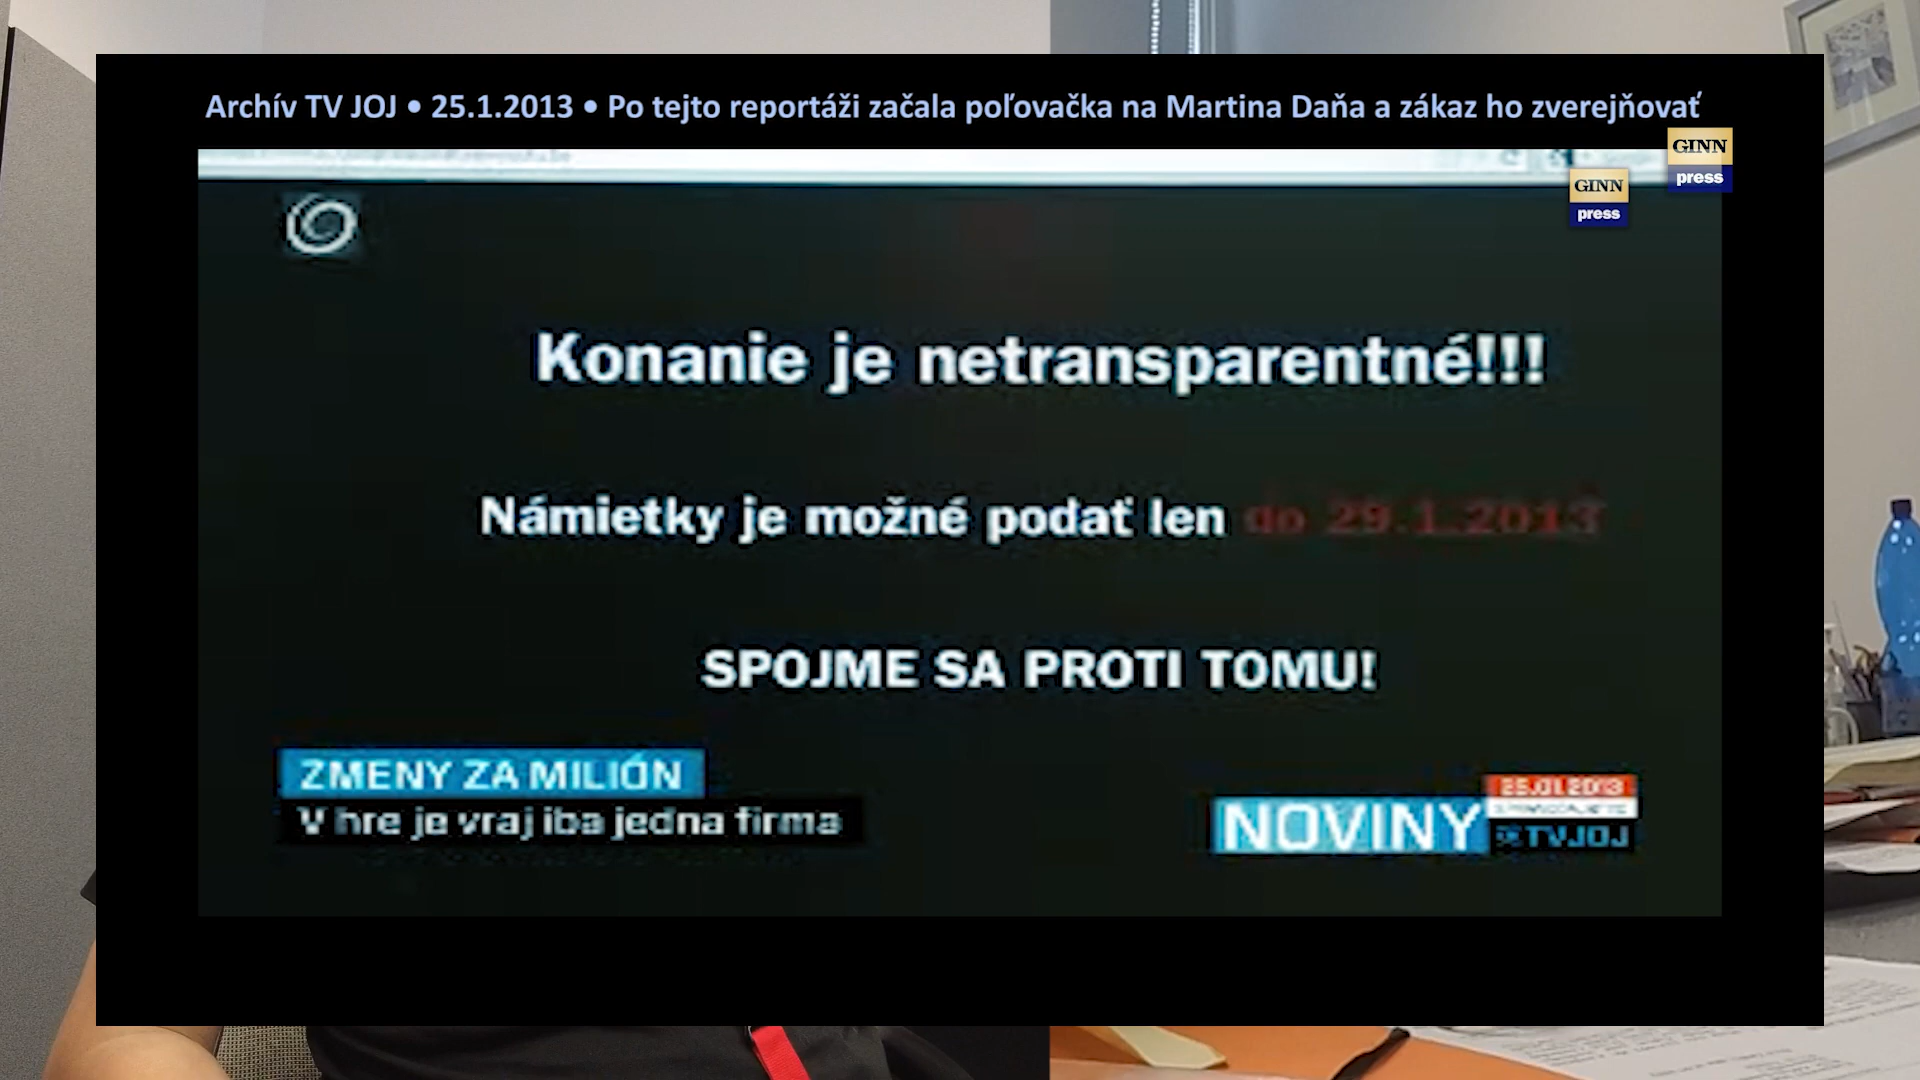 Archív TV JOJ • 25.1.2013 • Po tejto reportáži začala poľovačka na Martina Daňa a zákaz ho zverejňovať
GINN
press
GINN
press
Konanie je netransparentné!!!
Námietky je možné podať len do 29.1.2013
SPOJME SA PROTI TOMU!
ZMENY ZA MILIÓN
V hre je vraj iba jedna firma
25.01.2013
NOVINY
TVJOJ